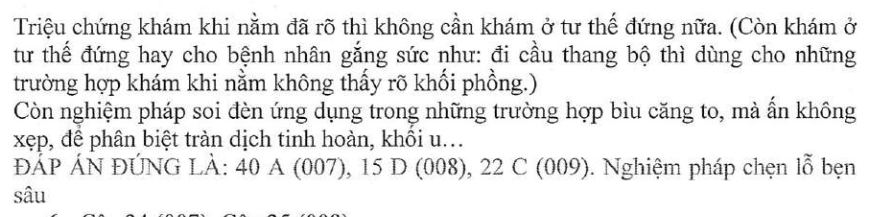 Triệu chứng khám khi nằm đã rõ thì không cần khám ở tư thế đứng nữa. (Còn khám ở
tư thế đứng hay cho bệnh nhân gắng sức như: đi cầu thang bộ thì dùng cho những
trường hợp khám khi nằm không thấy rõ khối phồng.)
Còn nghiệm pháp soi đèn ứng dụng trong những trường hợp bìu căng to, mà ấn không
xẹp, để phân biệt tràn dịch tinh hoàn, khối u…
ĐÁP ÁN ĐÚNG LÀ: 40 A (007), 15 D (008), 22 C (009). Nghiệm pháp chẹn lỗ bẹn
sâu